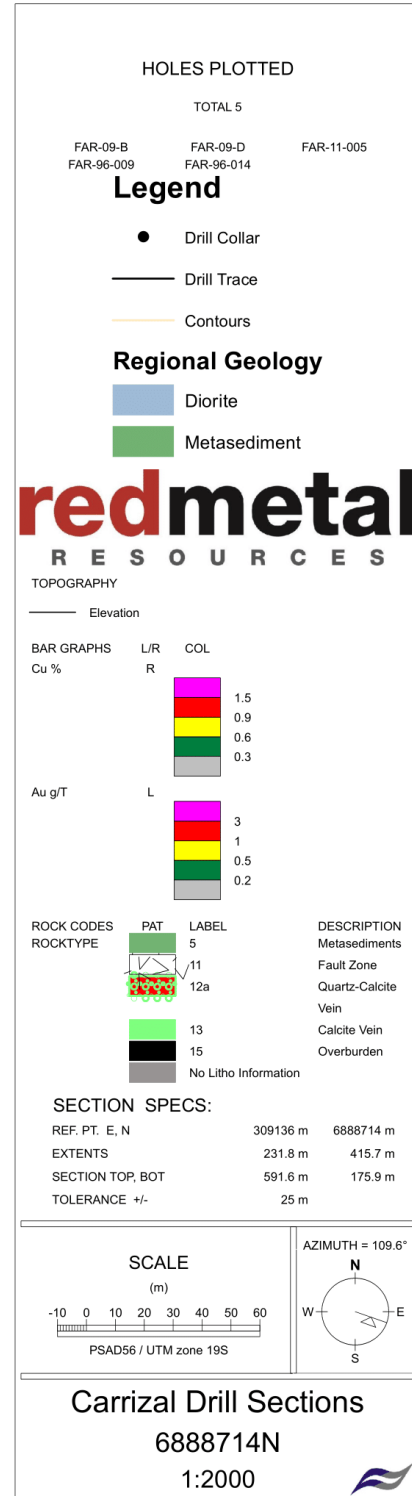 HOLES PLOTTED
TOTAL 5
FAR-09-B FAR-09-D FAR-11-005
FAR-96-009 FAR-96-014
Legend
Drill Collar
Drill Trace
Contours
Regional Geology
Diorite
Metasediment
redmetal
RESOURCES
TOPOGRAPHY
Elevation
BAR GRAPHS L/R COL
Cu % R
1.5
0.9
0.6
0.3
Au g/T L
3
1
0.5
0.2
ROCK CODES PAT LABEL DESCRIPTION
ROCKTYPE 5 Metasediments
11 Fault Zone
12a Quartz-Calcite
Vein
13 Calcite Vein
15 Overburden
No Litho Information
SECTION SPECS:
REF. PT. E, N 309136 m 6888714 m
EXTENTS 231.8 m 415.7 m
SECTION TOP, BOT 591.6 m 175.9 m
TOLERANCE +/- 25 m
SCALE
(m)
-10 0 10 20 30 40 50 60
PSAD56 / UTM zone 19S
AZIMUTH = 109.6°
N
W E
S
Carrizal Drill Sections
6888714N
1:2000